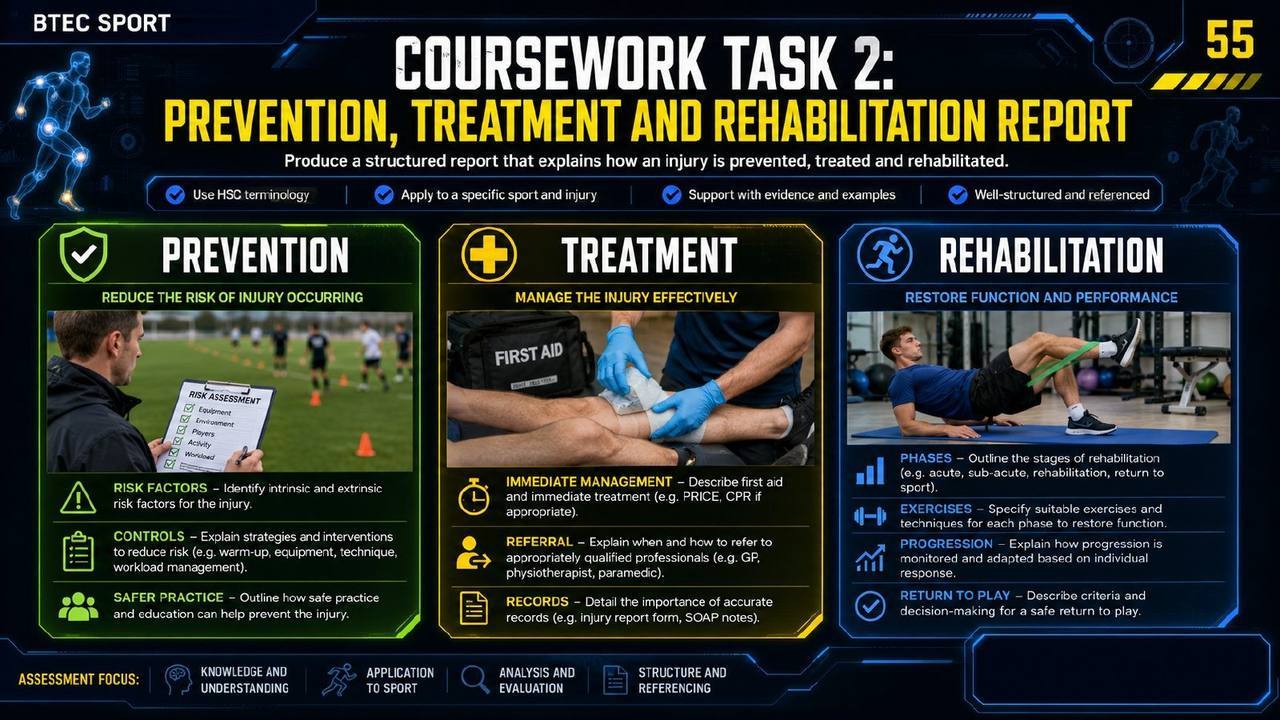 BTEC SPORT
55
COURSEWORK TASK 2:
PREVENTION, TREATMENT AND REHABILITATION REPORT
Produce a structured report that explains how an injury is prevented, treated and rehabilitated.
Use HSC terminology
Apply to a specific sport and injury
Support with evidence and examples
Well-structured and referenced
PREVENTION
REDUCE THE RISK OF INJURY OCCURRING
RISK ASSESSMENT
Equipment
Environment
Players
Activity
Workload
RISK FACTORS – Identify intrinsic and extrinsic
risk factors for the injury.
CONTROLS – Explain strategies and interventions
to reduce risk (e.g. warm-up, equipment, technique,
workload management).
SAFER PRACTICE – Outline how safe practice
and education can help prevent the injury.
TREATMENT
MANAGE THE INJURY EFFECTIVELY
FIRST AID
IMMEDIATE MANAGEMENT – Describe first aid
and immediate treatment (e.g. PRICE, CPR if
appropriate).
REFERRAL – Explain when and how to refer to
appropriately qualified professionals (e.g. GP,
physiotherapist, paramedic).
RECORDS – Detail the importance of accurate
records (e.g. injury report form, SOAP notes).
REHABILITATION
RESTORE FUNCTION AND PERFORMANCE
PHASES – Outline the stages of rehabilitation
(e.g. acute, sub-acute, rehabilitation, return to
sport).
EXERCISES – Specify suitable exercises and
techniques for each phase to restore function.
PROGRESSION – Explain how progression is
monitored and adapted based on individual
response.
RETURN TO PLAY – Describe criteria and
decision-making for a safe return to play.
ASSESSMENT FOCUS:
KNOWLEDGE AND
UNDERSTANDING
APPLICATION
TO SPORT
ANALYSIS AND
EVALUATION
STRUCTURE AND
REFERENCING